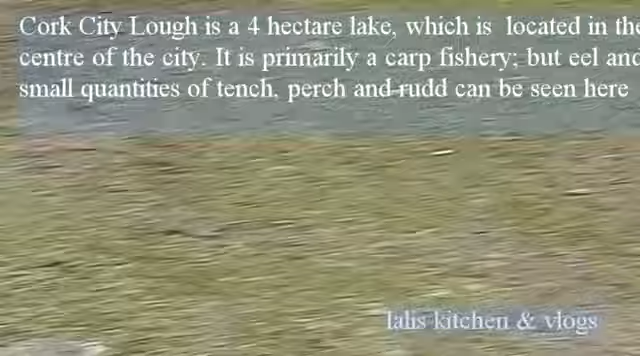 Cork City Lough is a 4 hectare lake, which is located in the
centre of the city. It is primarily a carp fishery; but eel and
small quantities of tench, perch and rudd can be seen here
lalis kitchen & vlogs